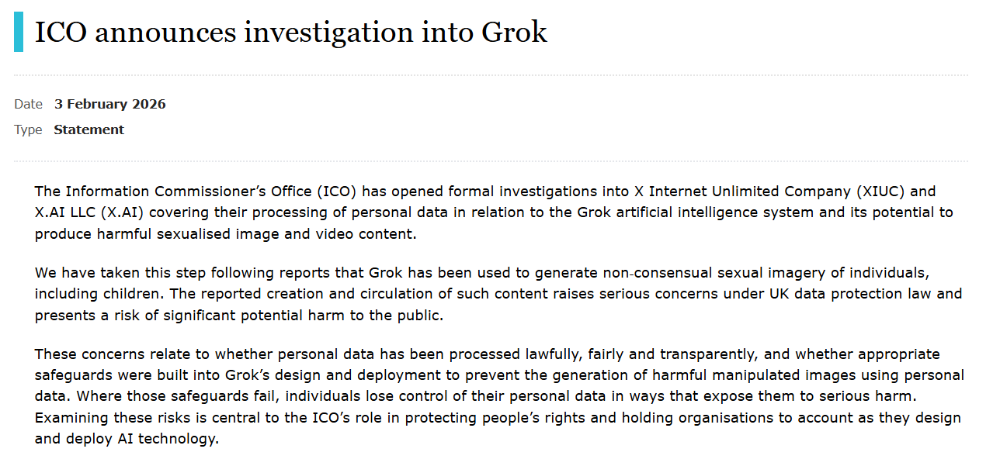 ICO announces investigation into Grok
Date 3 February 2026
Type Statement
The Information Commissioner’s Office (ICO) has opened formal investigations into X Internet Unlimited Company (XIUC) and
X.AI LLC (X.AI) covering their processing of personal data in relation to the Grok artificial intelligence system and its potential to
produce harmful sexualised image and video content.
We have taken this step following reports that Grok has been used to generate non-consensual sexual imagery of individuals,
including children. The reported creation and circulation of such content raises serious concerns under UK data protection law and
presents a risk of significant potential harm to the public.
These concerns relate to whether personal data has been processed lawfully, fairly and transparently, and whether appropriate
safeguards were built into Grok’s design and deployment to prevent the generation of harmful manipulated images using personal
data. Where those safeguards fail, individuals lose control of their personal data in ways that expose them to serious harm.
Examining these risks is central to the ICO’s role in protecting people’s rights and holding organisations to account as they design
and deploy AI technology.